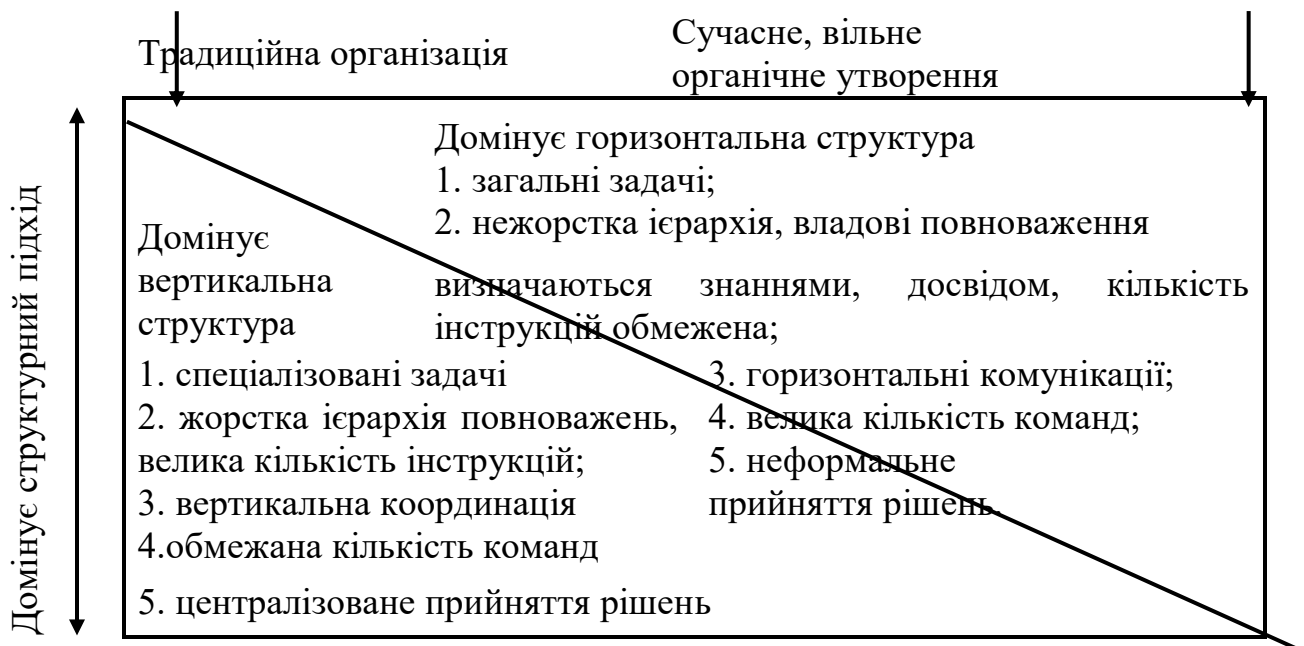 Традиційна організація
Сучасне, вільне
органічне утворення
Домінує структурний підхід
Домінує горизонтальна структура
1. загальні задачі;
2. нежорстка ієрархія, владові повноваження
визначаються знаннями, досвідом, кількість
інструкцій обмежена;
3. горизонтальні комунікації;
4. велика кількість команд;
5. неформальне
прийняття рішень.
Домінує
вертикальна
структура
1. спеціалізовані задачі
2. жорстка ієрархія повноважень,
велика кількість інструкцій;
3. вертикальна координація
4.обмежана кількість команд
5. централізоване прийняття рішень